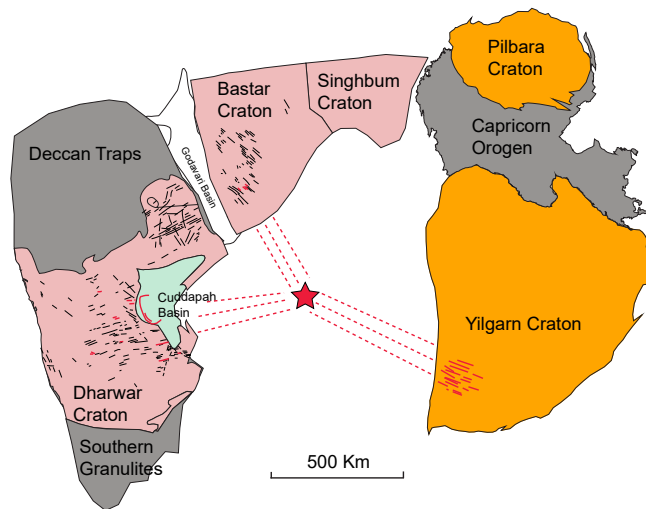 Pilbara
Craton
Bastar
Craton
Singhbum
Craton
Capricorn
Orogen
Deccan Traps
Godavari Basin
Cuddapah
Basin
Yilgarn Craton
Dharwar
Craton
Southern
Granulites
500 Km